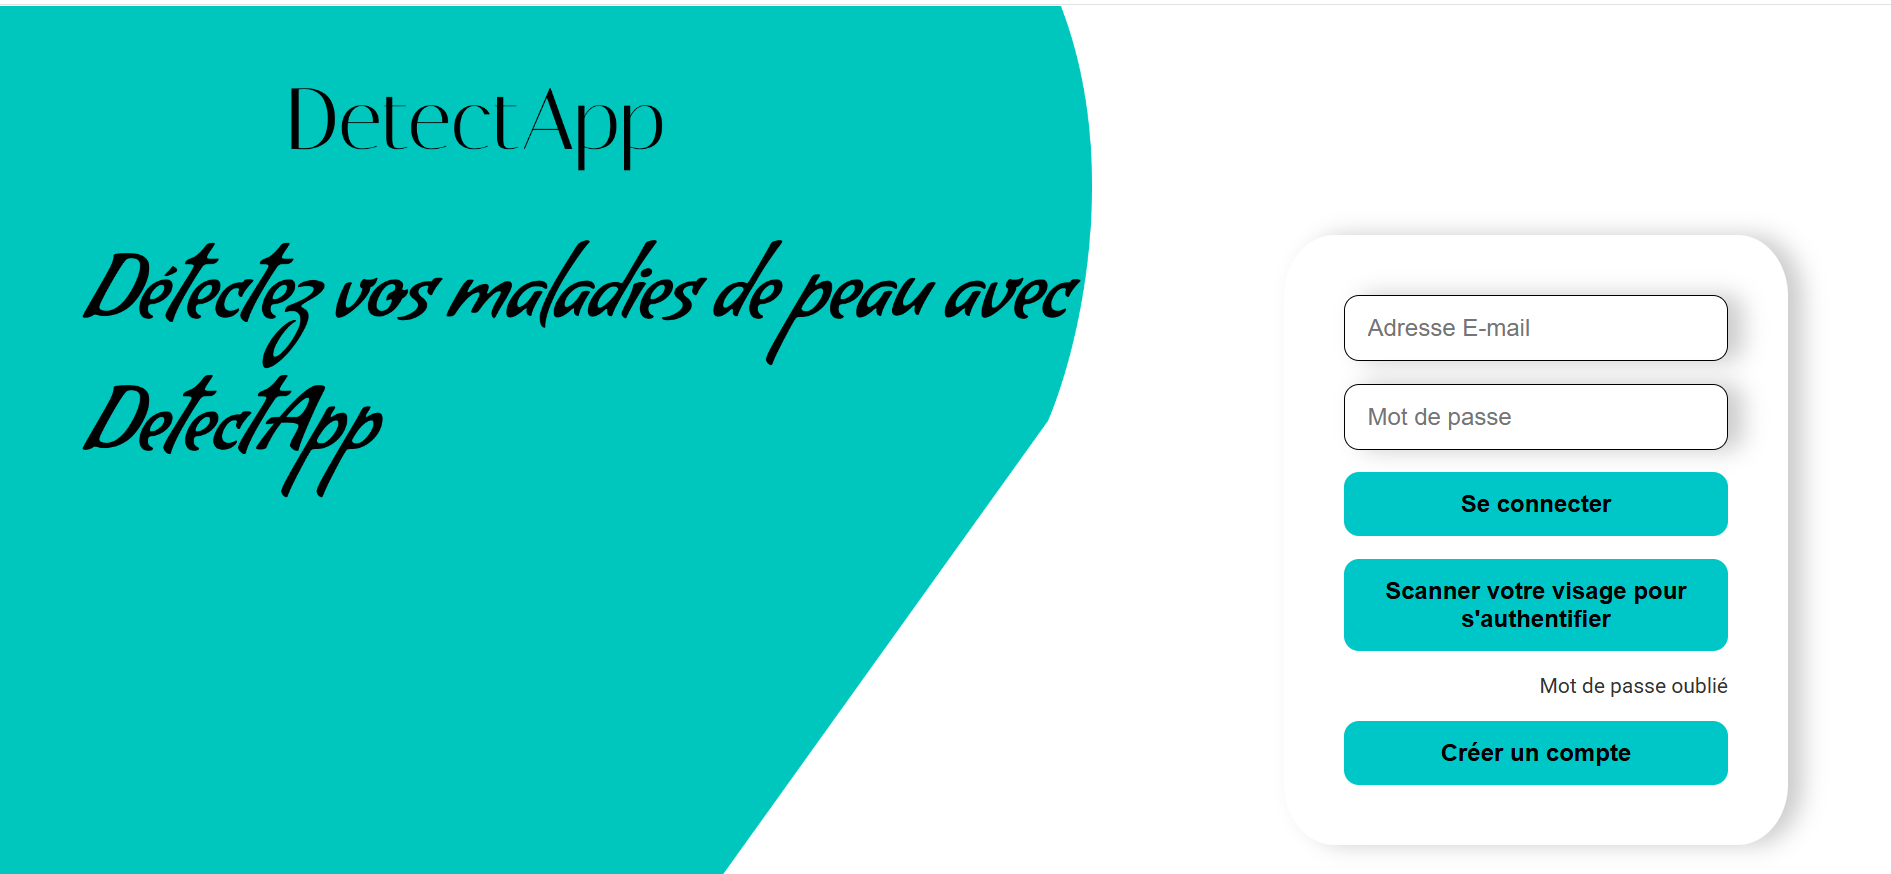 DetectApp
Détectez vos maladies de peau avec
DetectApp
Adresse E-mail
Mot de passe
Se connecter
Scanner votre visage pour
s'authentifier
Mot de passe oublié
Créer un compte